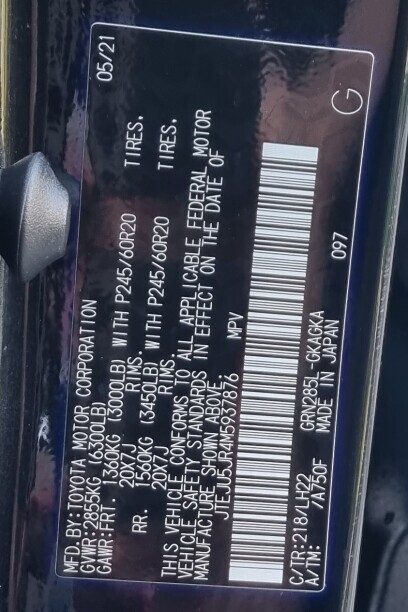 MFD.BY:TOYOTA MOTOR CORPORATION 05/21
GVWR:2855KG (6300LB)
GAWR:FRT. 1360KG (3000LB) WITH P245/60R20 TIRES,
20X7J RIMS.
RR. 1560KG (3450LB) WITH P245/60R20 TIRES,
20X7J RIMS.
THIS VEHICLE CONFORMS TO ALL APPLICABLE FEDERAL MOTOR
VEHICLE SAFETY STANDARDS IN EFFECT ON THE DATE OF
MANUFACTURE SHOWN ABOVE.
JTEJU5JR4M5937876 MPV
C/TR:218/LH22 GRN285L-GKAGKA 097 G
A/TM: /A750F MADE IN JAPAN